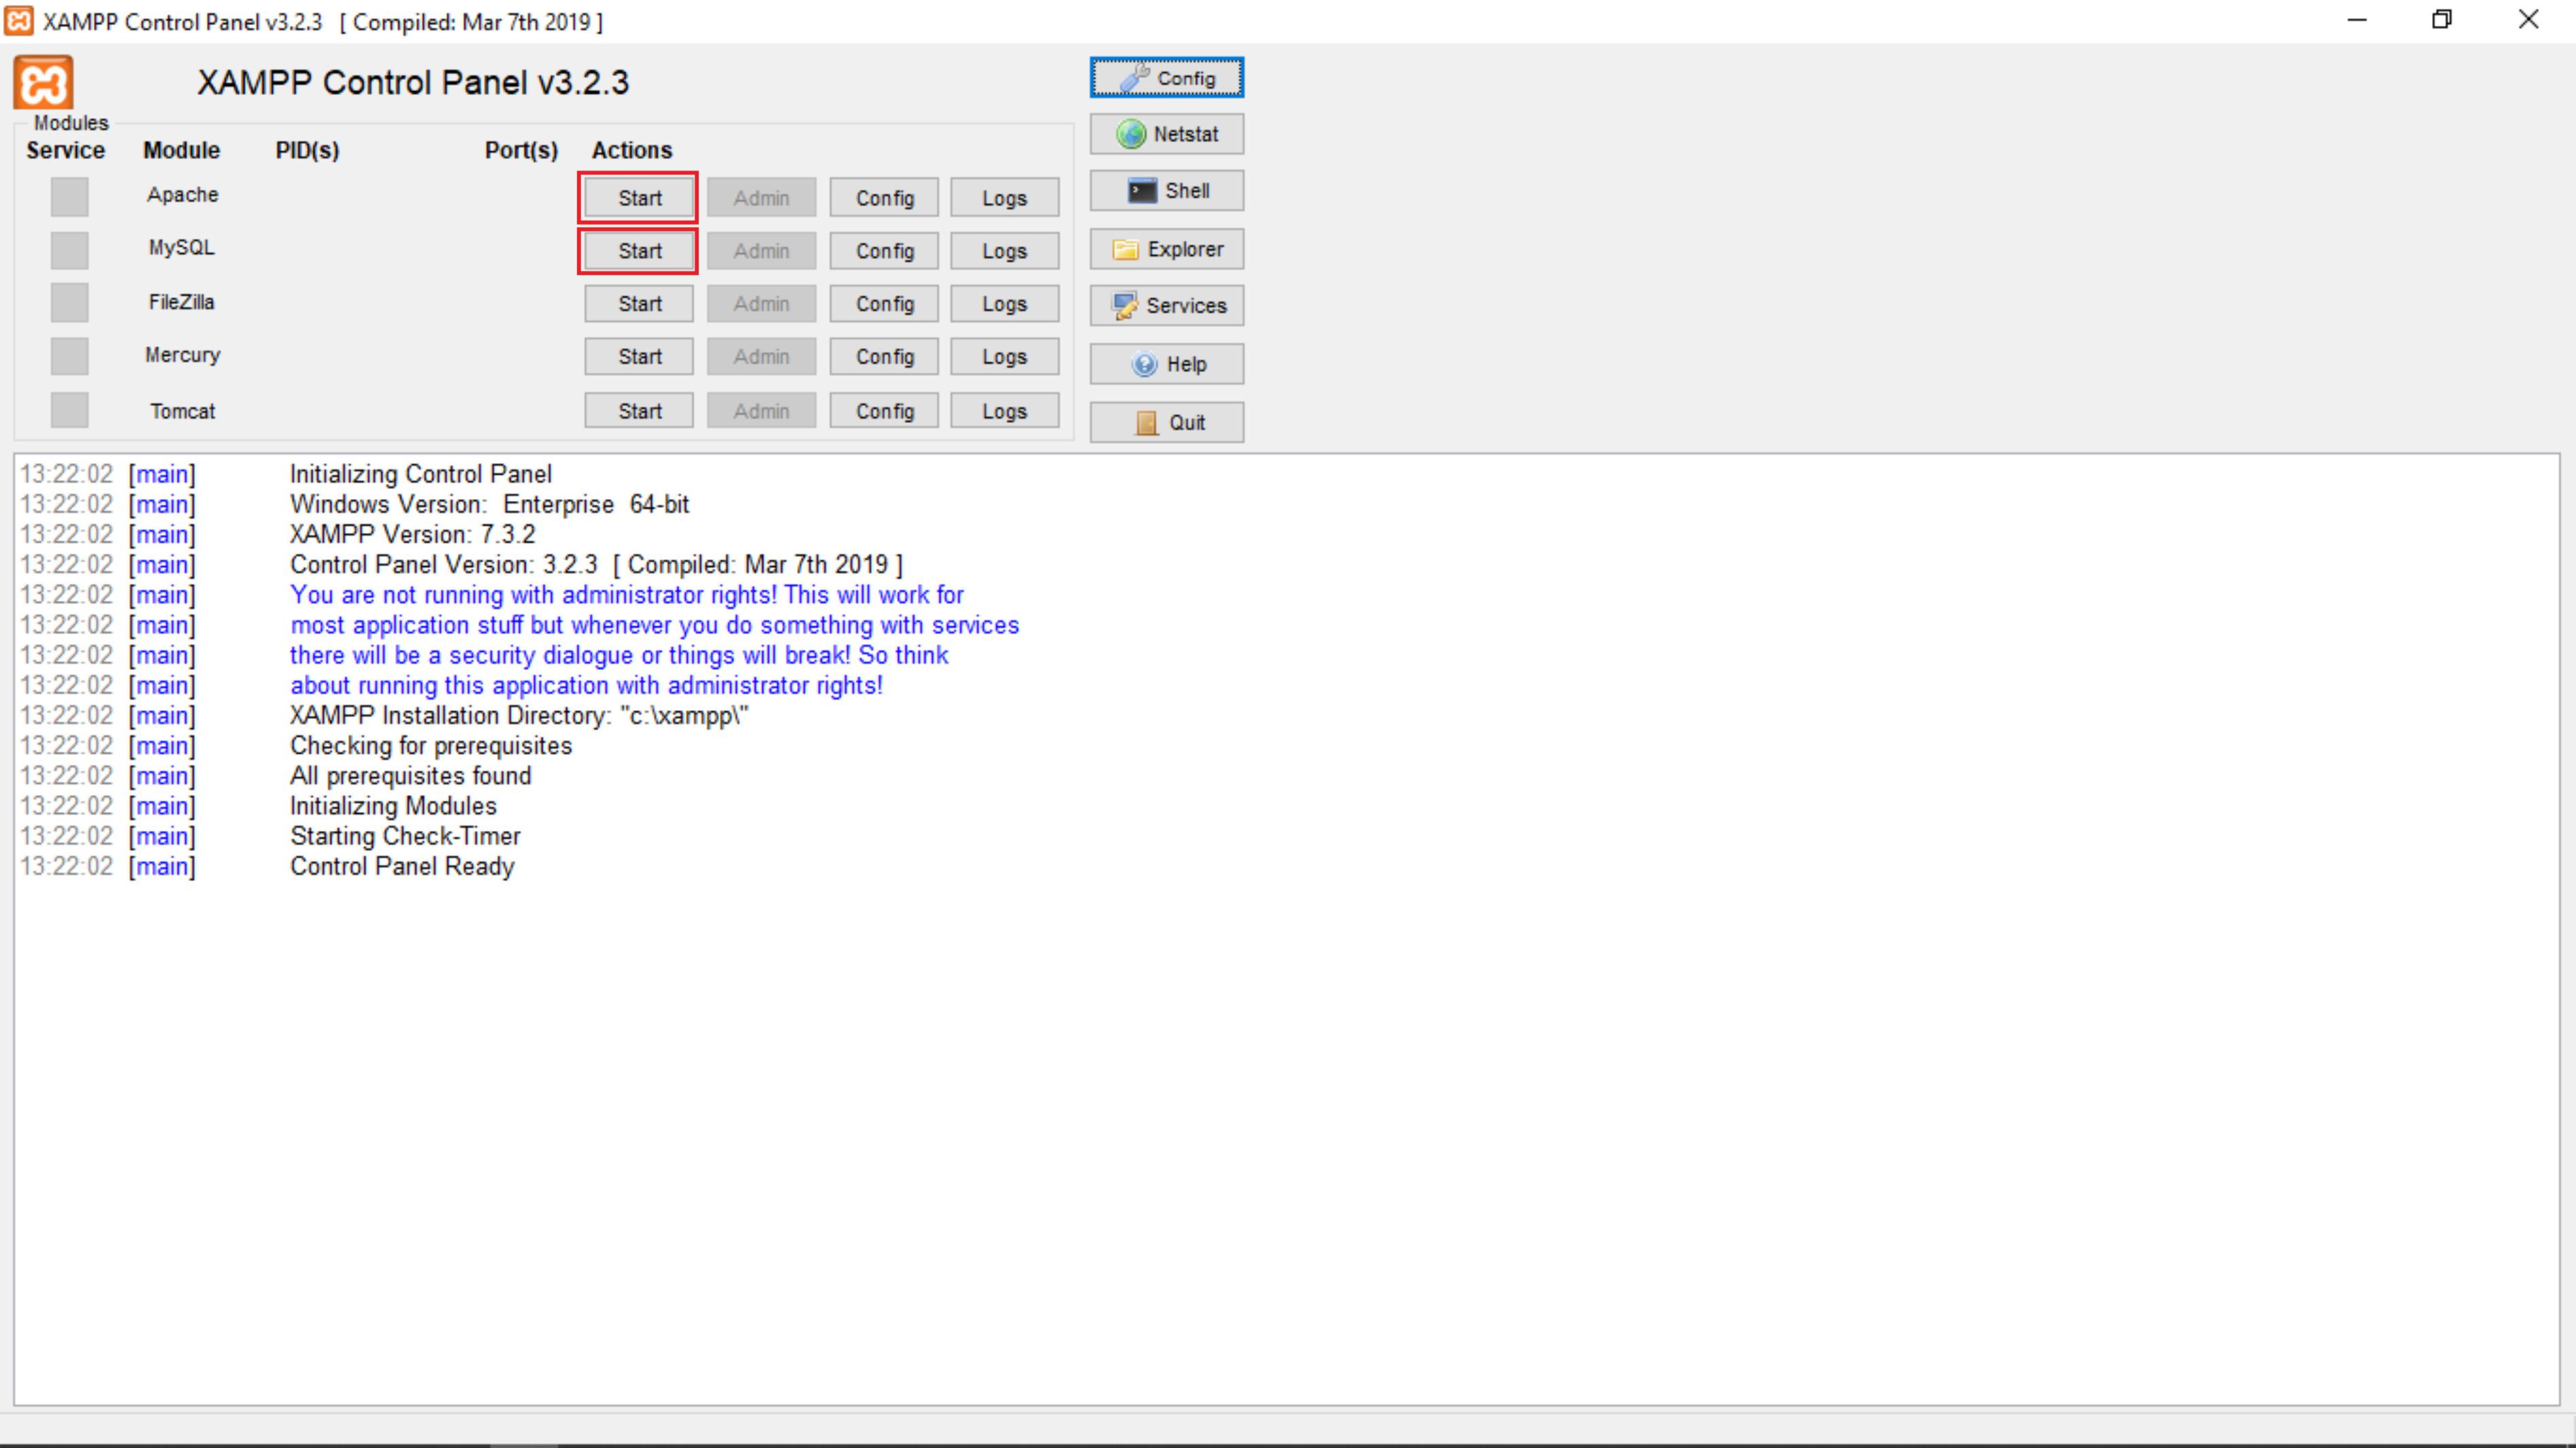 XAMPP Control Panel v3.2.3 [ Compiled: Mar 7th 2019 ]
XAMPP Control Panel v3.2.3
Config
Netstat
Shell
Explorer
Services
Help
Quit
Modules
Service Module PID(s) Port(s) Actions
Apache Start Admin Config Logs
MySQL Start Admin Config Logs
FileZilla Start Admin Config Logs
Mercury Start Admin Config Logs
Tomcat Start Admin Config Logs
13:22:02 [main] Initializing Control Panel
13:22:02 [main] Windows Version: Enterprise 64-bit
13:22:02 [main] XAMPP Version: 7.3.2
13:22:02 [main] Control Panel Version: 3.2.3 [ Compiled: Mar 7th 2019 ]
13:22:02 [main] You are not running with administrator rights! This will work for
13:22:02 [main] most application stuff but whenever you do something with services
13:22:02 [main] there will be a security dialogue or things will break! So think
13:22:02 [main] about running this application with administrator rights!
13:22:02 [main] XAMPP Installation Directory: "c:\xampp\"
13:22:02 [main] Checking for prerequisites
13:22:02 [main] All prerequisites found
13:22:02 [main] Initializing Modules
13:22:02 [main] Starting Check-Timer
13:22:02 [main] Control Panel Ready